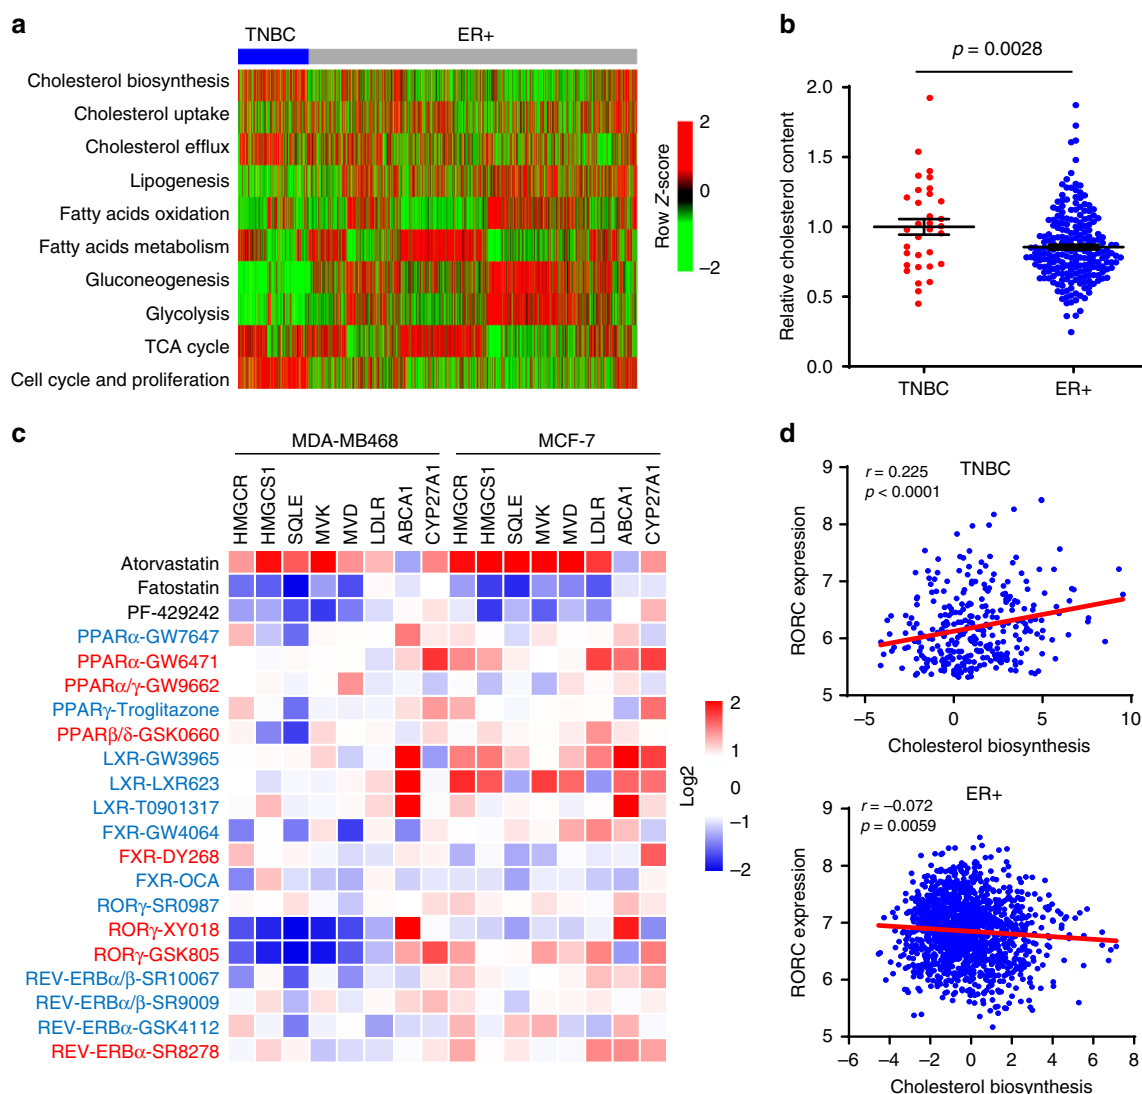 a
TNBC
ER+
Cholesterol biosynthesis
Cholesterol uptake
Cholesterol efflux
Lipogenesis
Fatty acids oxidation
Fatty acids metabolism
Gluconeogenesis
Glycolysis
TCA cycle
Cell cycle and proliferation
2
0
−2
Row Z-score
b
p = 0.0028
Relative cholesterol content
2.0
1.5
1.0
0.5
0.0
TNBC
ER+
c
MDA-MB468
MCF-7
HMGCR
HMGCS1
SQLE
MVK
MVD
LDLR
ABCA1
CYP27A1
HMGCR
HMGCS1
SQLE
MVK
MVD
LDLR
ABCA1
CYP27A1
Atorvastatin
Fatostatin
PF-429242
PPARα-GW7647
PPARα-GW6471
PPARα/γ-GW9662
PPARγ-Troglitazone
PPARβ/δ-GSK0660
LXR-GW3965
LXR-LXR623
LXR-T0901317
FXR-GW4064
FXR-DY268
FXR-OCA
RORγ-SR0987
RORγ-XY018
RORγ-GSK805
REV-ERBα/β-SR10067
REV-ERBα/β-SR9009
REV-ERBα-GSK4112
REV-ERBα-SR8278
2
1
0
−1
−2
Log2
d
TNBC
r = 0.225
p < 0.0001
RORC expression
9
8
7
6
5
−5
0
5
10
Cholesterol biosynthesis
ER+
r = −0.072
p = 0.0059
RORC expression
9
8
7
6
5
−6
−4
−2
0
2
4
6
8
Cholesterol biosynthesis